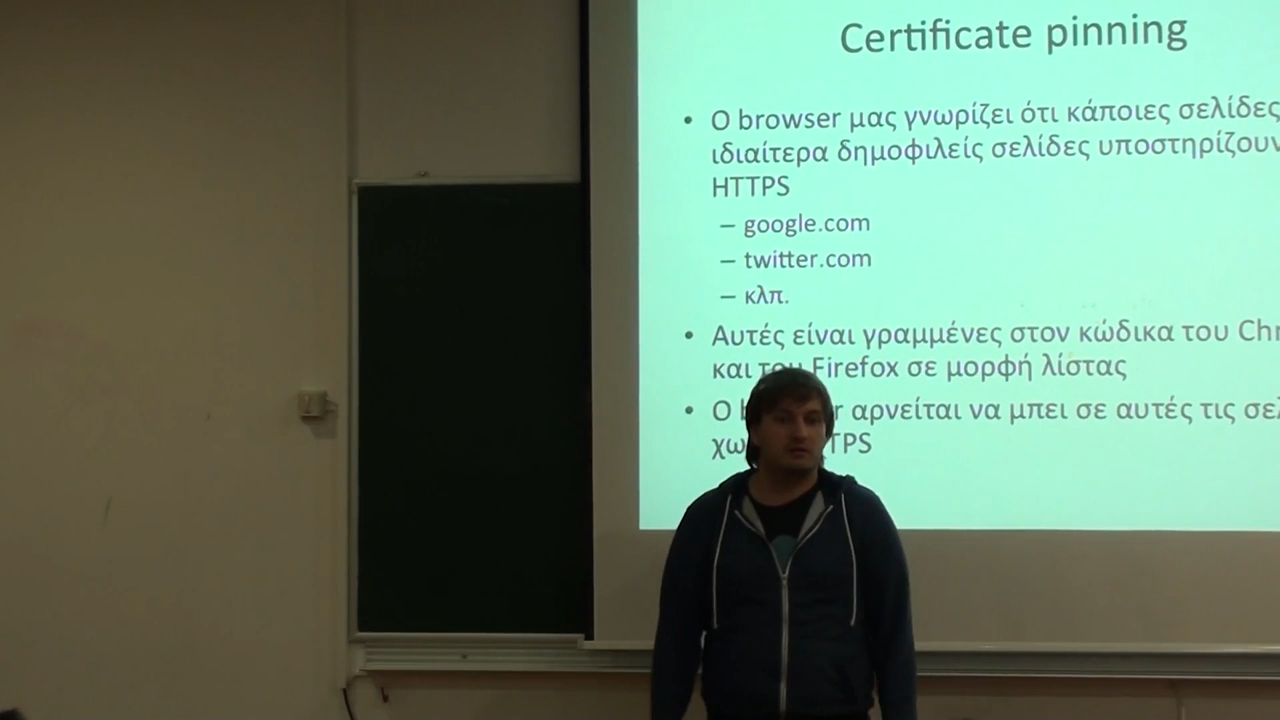 Certificate pinning
• Ο browser μας γνωρίζει ότι κάποιες σελίδες
ιδιαίτερα δημοφιλείς σελίδες υποστηρίζουν
HTTPS
– google.com
– twitter.com
– κλπ.
• Αυτές είναι γραμμένες στον κώδικα του
και του Firefox σε μορφή λίστας
• Ο αρνείται να μπει σε αυτές τις